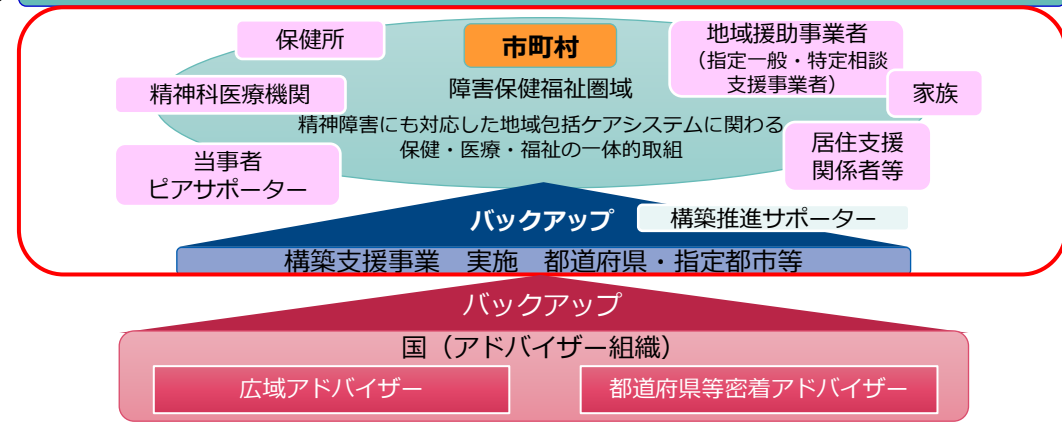 保健所
市町村
地域援助事業者
（指定一般・特定相談
支援事業者）
精神科医療機関
障害保健福祉圏域
家族
精神障害にも対応した地域包括ケアシステムに関わる
保健・医療・福祉の一体的取組
当事者
ピアサポーター
居住支援
関係者等
バックアップ
構築推進サポーター
構築支援事業　実施　都道府県・指定都市等
バックアップ
国（アドバイザー組織）
広域アドバイザー
都道府県等密着アドバイザー